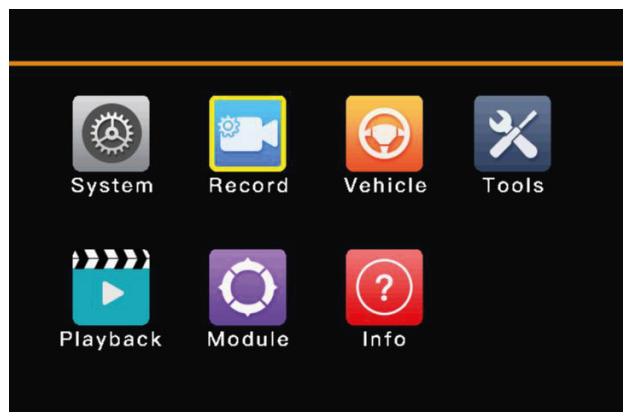 System
Record
Vehicle
Tools
Playback
Module
?
Info